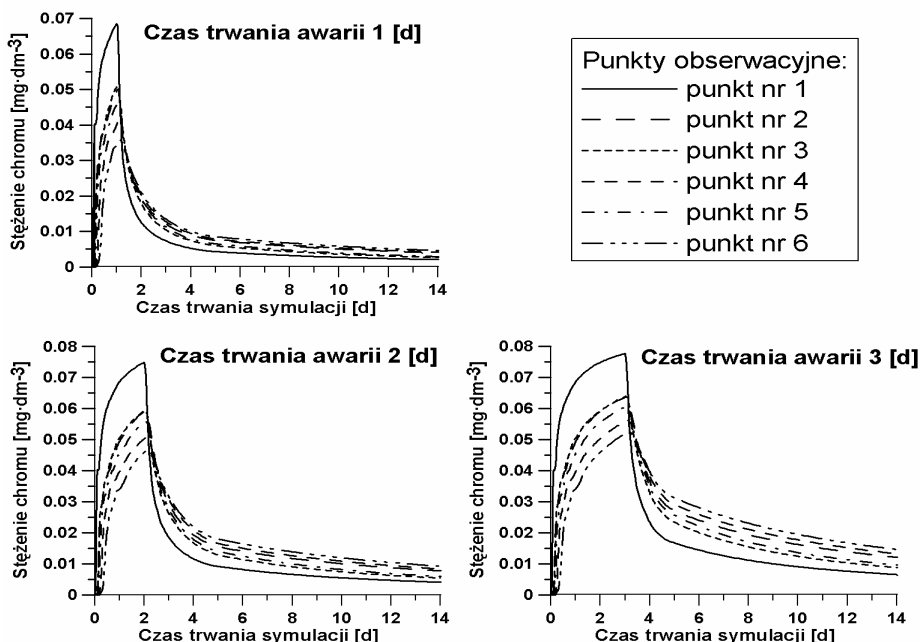 Czas trwania awarii 1 [d]
Stężenie chromu [mg·dm-3]
0.07
0.06
0.05
0.04
0.03
0.02
0.01
0
0 2 4 6 8 10 12 14
Czas trwania symulacji [d]
Punkty obserwacyjne:
punkt nr 1
punkt nr 2
punkt nr 3
punkt nr 4
punkt nr 5
punkt nr 6
Czas trwania awarii 2 [d]
Stężenie chromu [mg·dm-3]
0.08
0.07
0.06
0.05
0.04
0.03
0.02
0.01
0
0 2 4 6 8 10 12 14
Czas trwania symulacji [d]
Czas trwania awarii 3 [d]
Stężenie chromu [mg·dm-3]
0.08
0.07
0.06
0.05
0.04
0.03
0.02
0.01
0
0 2 4 6 8 10 12 14
Czas trwania symulacji [d]